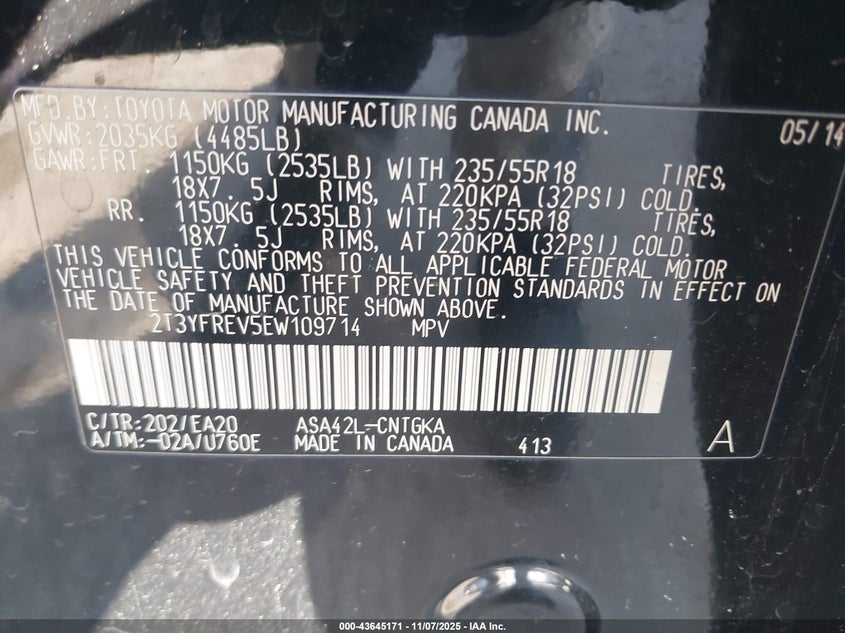 MFD.BY:TOYOTA MOTOR MANUFACTURING CANADA INC. 05/14
GVWR:2035KG (4485LB)
GAWR:FRT. 1150KG (2535LB) WITH 235/55R18 TIRES,
18X7.5J RIMS, AT 220KPA (32PSI) COLD.
RR. 1150KG (2535LB) WITH 235/55R18 TIRES,
18X7.5J RIMS, AT 220KPA (32PSI) COLD.
THIS VEHICLE CONFORMS TO ALL APPLICABLE FEDERAL MOTOR
VEHICLE SAFETY AND THEFT PREVENTION STANDARDS IN EFFECT ON
THE DATE OF MANUFACTURE SHOWN ABOVE.
2T3YFREV5EW109714 MPV
C/TR:202/EA20 ASA42L-CNTGKA
A/TM:-02A/U760E MADE IN CANADA 413 A
000-43645171 - 11/07/2025 - IAA Inc.